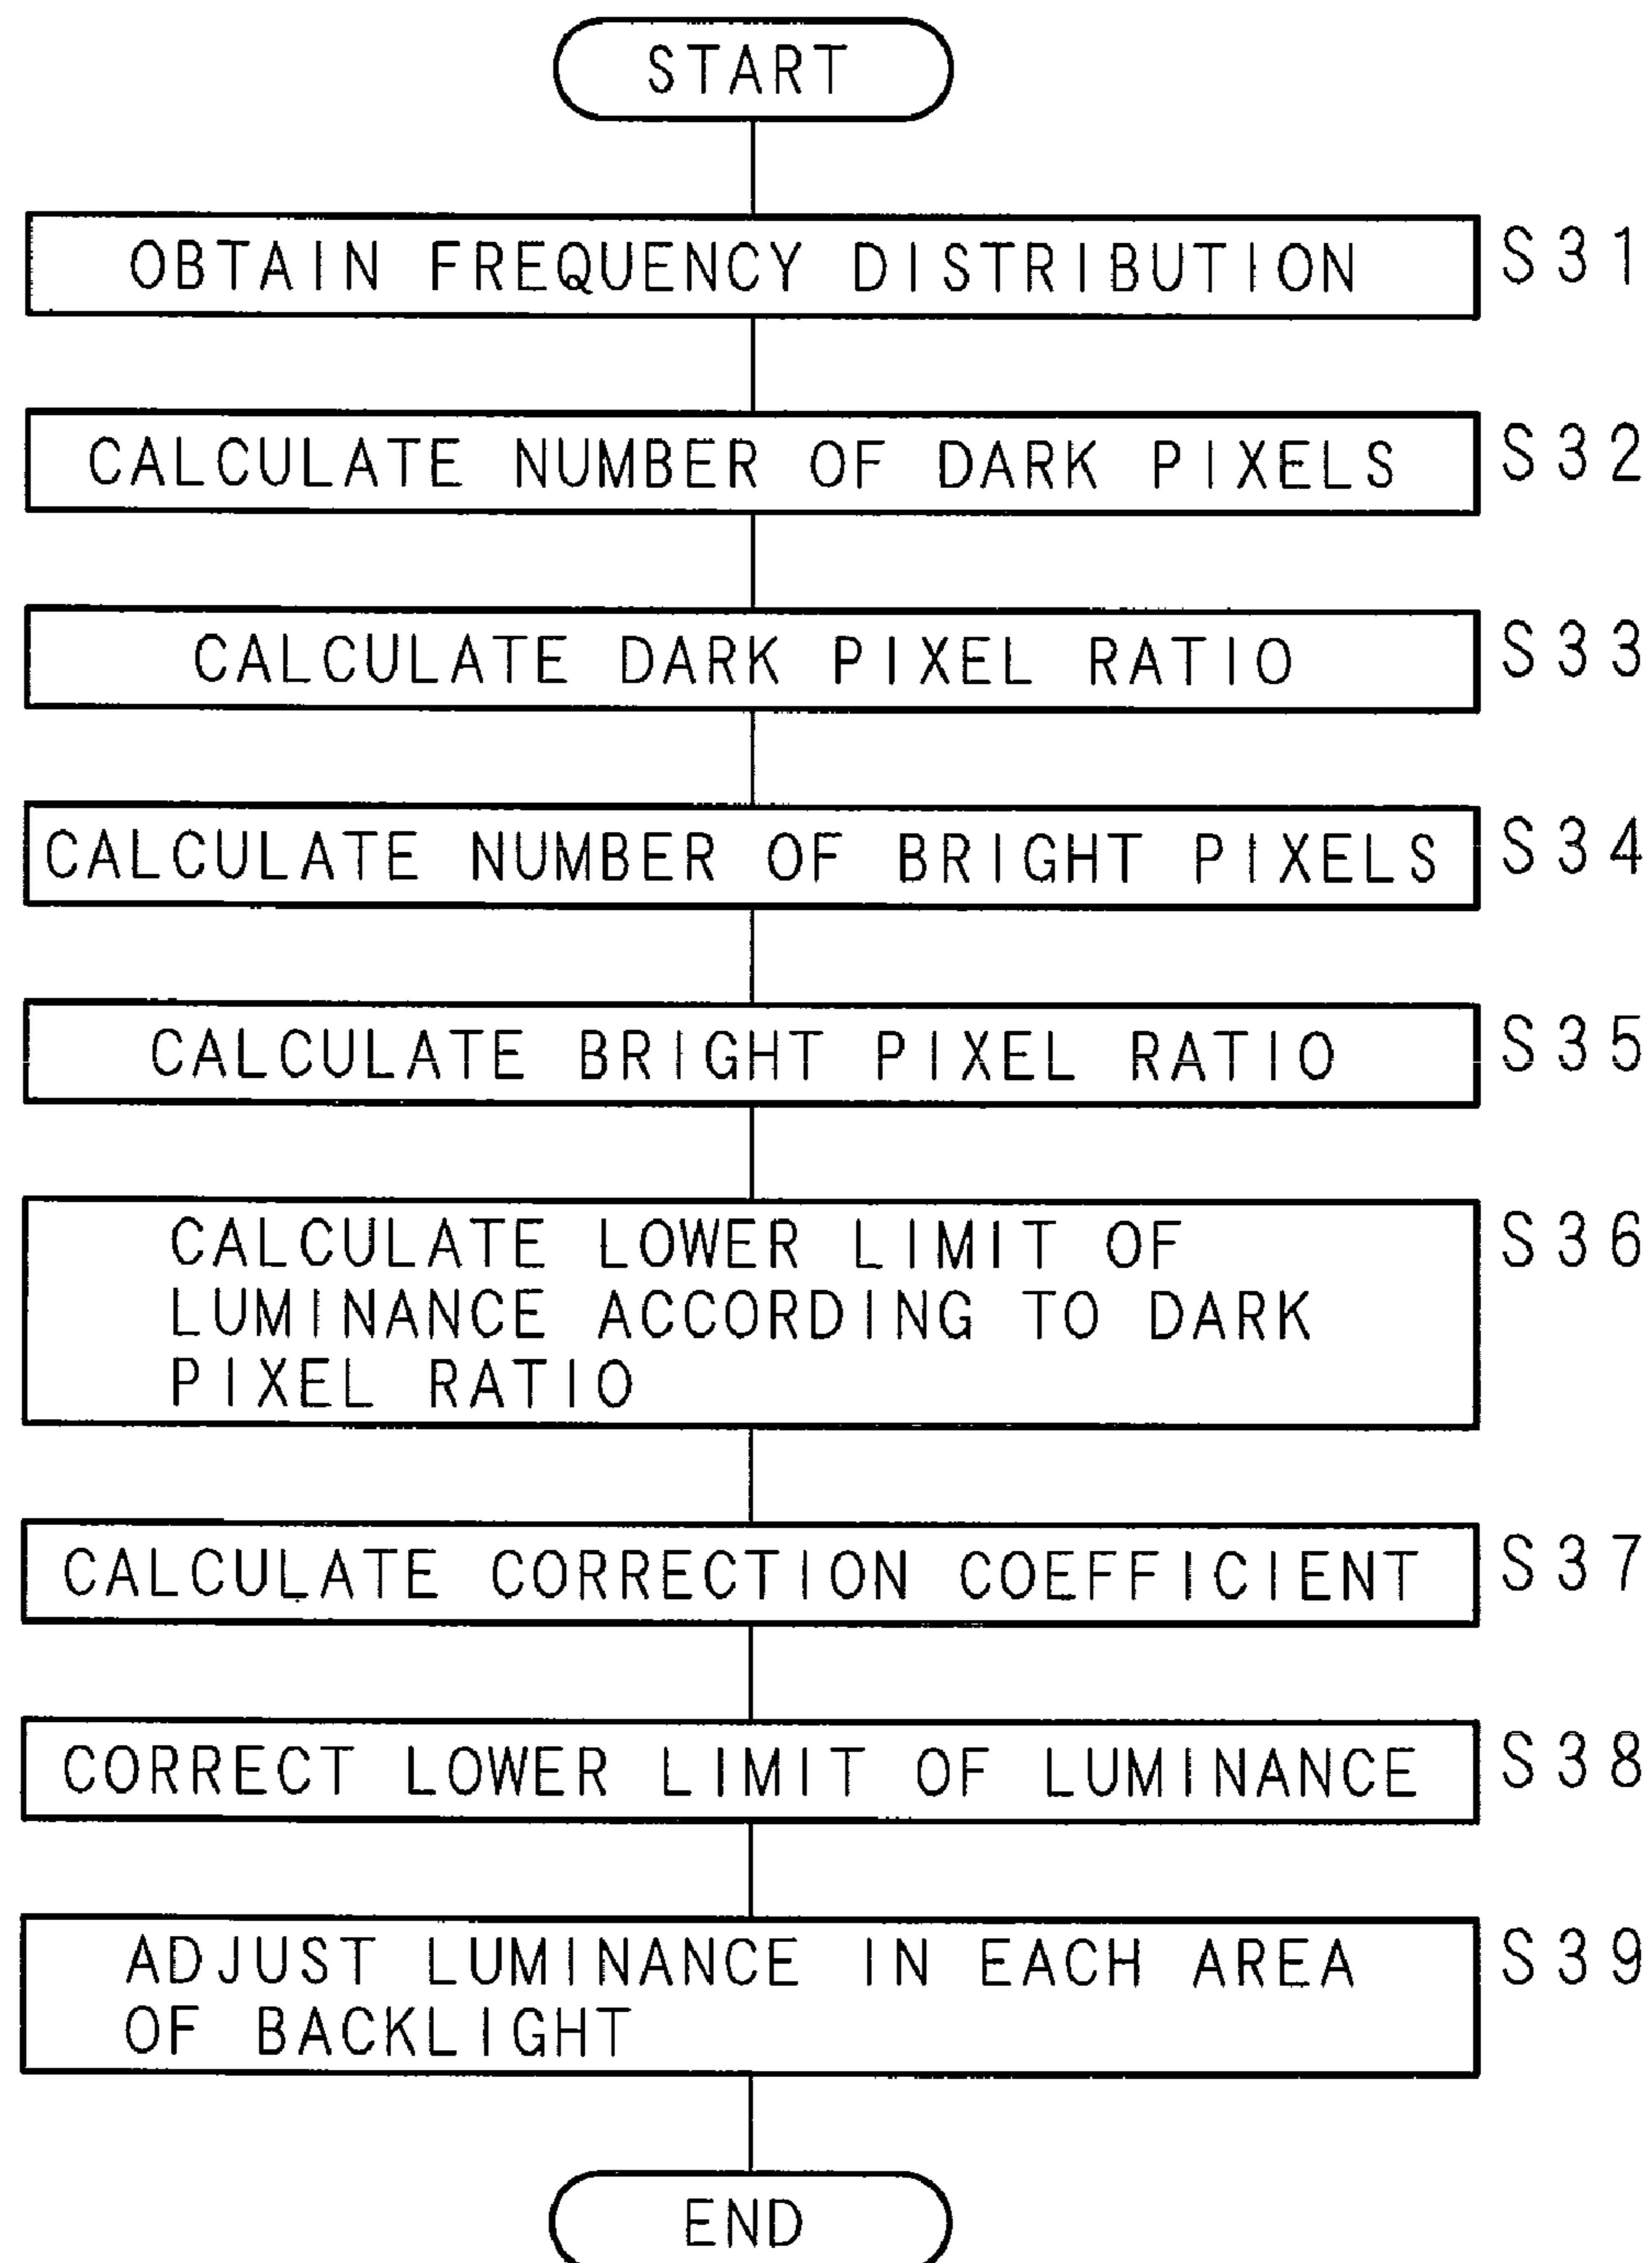 START
OBTAIN FREQUENCY DISTRIBUTION S31
CALCULATE NUMBER OF DARK PIXELS S32
CALCULATE DARK PIXEL RATIO S33
CALCULATE NUMBER OF BRIGHT PIXELS S34
CALCULATE BRIGHT PIXEL RATIO S35
CALCULATE LOWER LIMIT OF S36
LUMINANCE ACCORDING TO DARK
PIXEL RATIO
CALCULATE CORRECTION COEFFICIENT S37
CORRECT LOWER LIMIT OF LUMINANCE S38
ADJUST LUMINANCE IN EACH AREA S39
OF BACKLIGHT
END